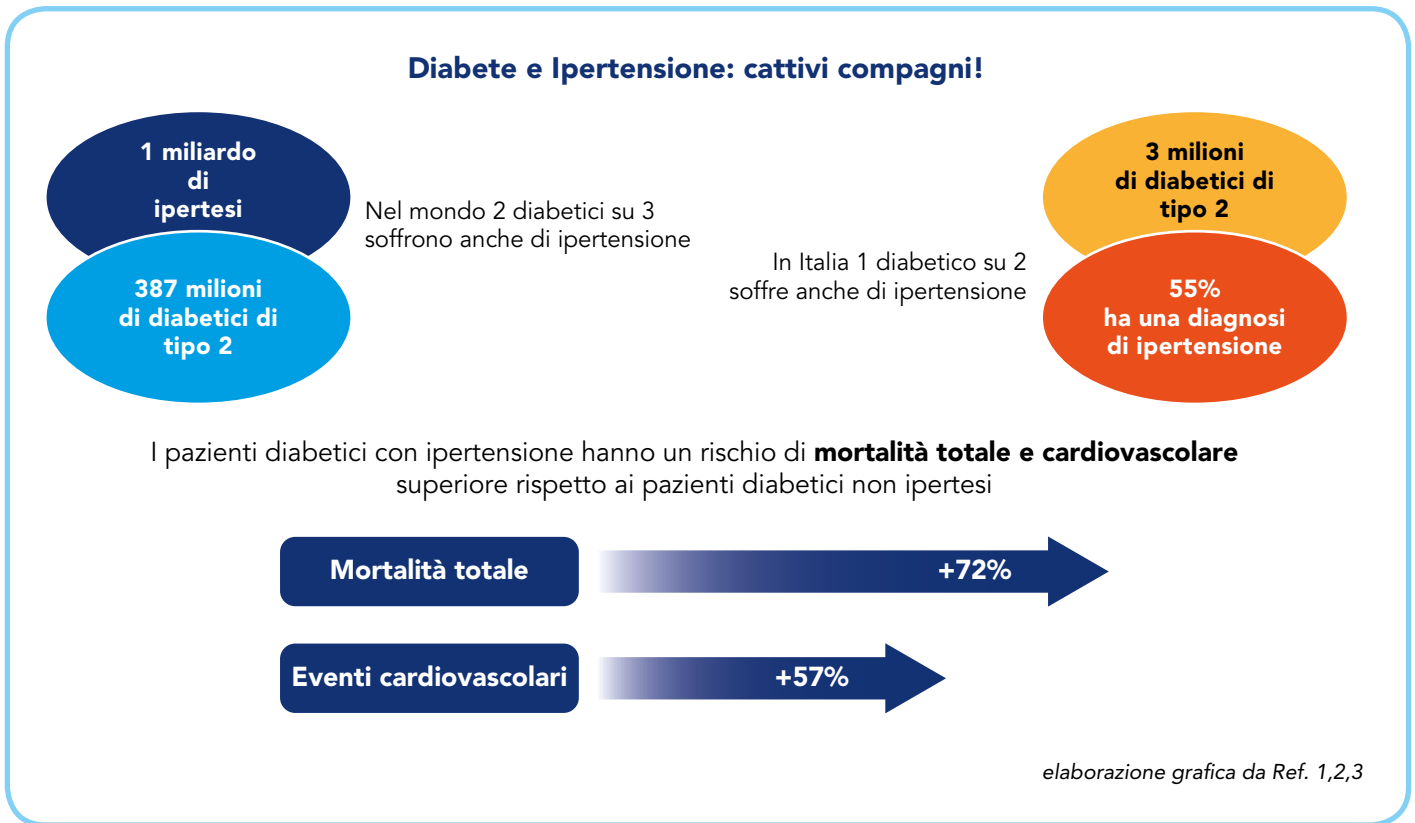 Diabete e Ipertensione: cattivi compagni!
1 miliardo
di
ipertesi
387 milioni
di diabetici di
tipo 2
Nel mondo 2 diabetici su 3
soffrono anche di ipertensione
In Italia 1 diabetico su 2
soffre anche di ipertensione
3 milioni
di diabetici di
tipo 2
55%
ha una diagnosi
di ipertensione
I pazienti diabetici con ipertensione hanno un rischio di mortalità totale e cardiovascolare
superiore rispetto ai pazienti diabetici non ipertesi
Mortalità totale
+72%
Eventi cardiovascolari
+57%
elaborazione grafica da Ref. 1,2,3